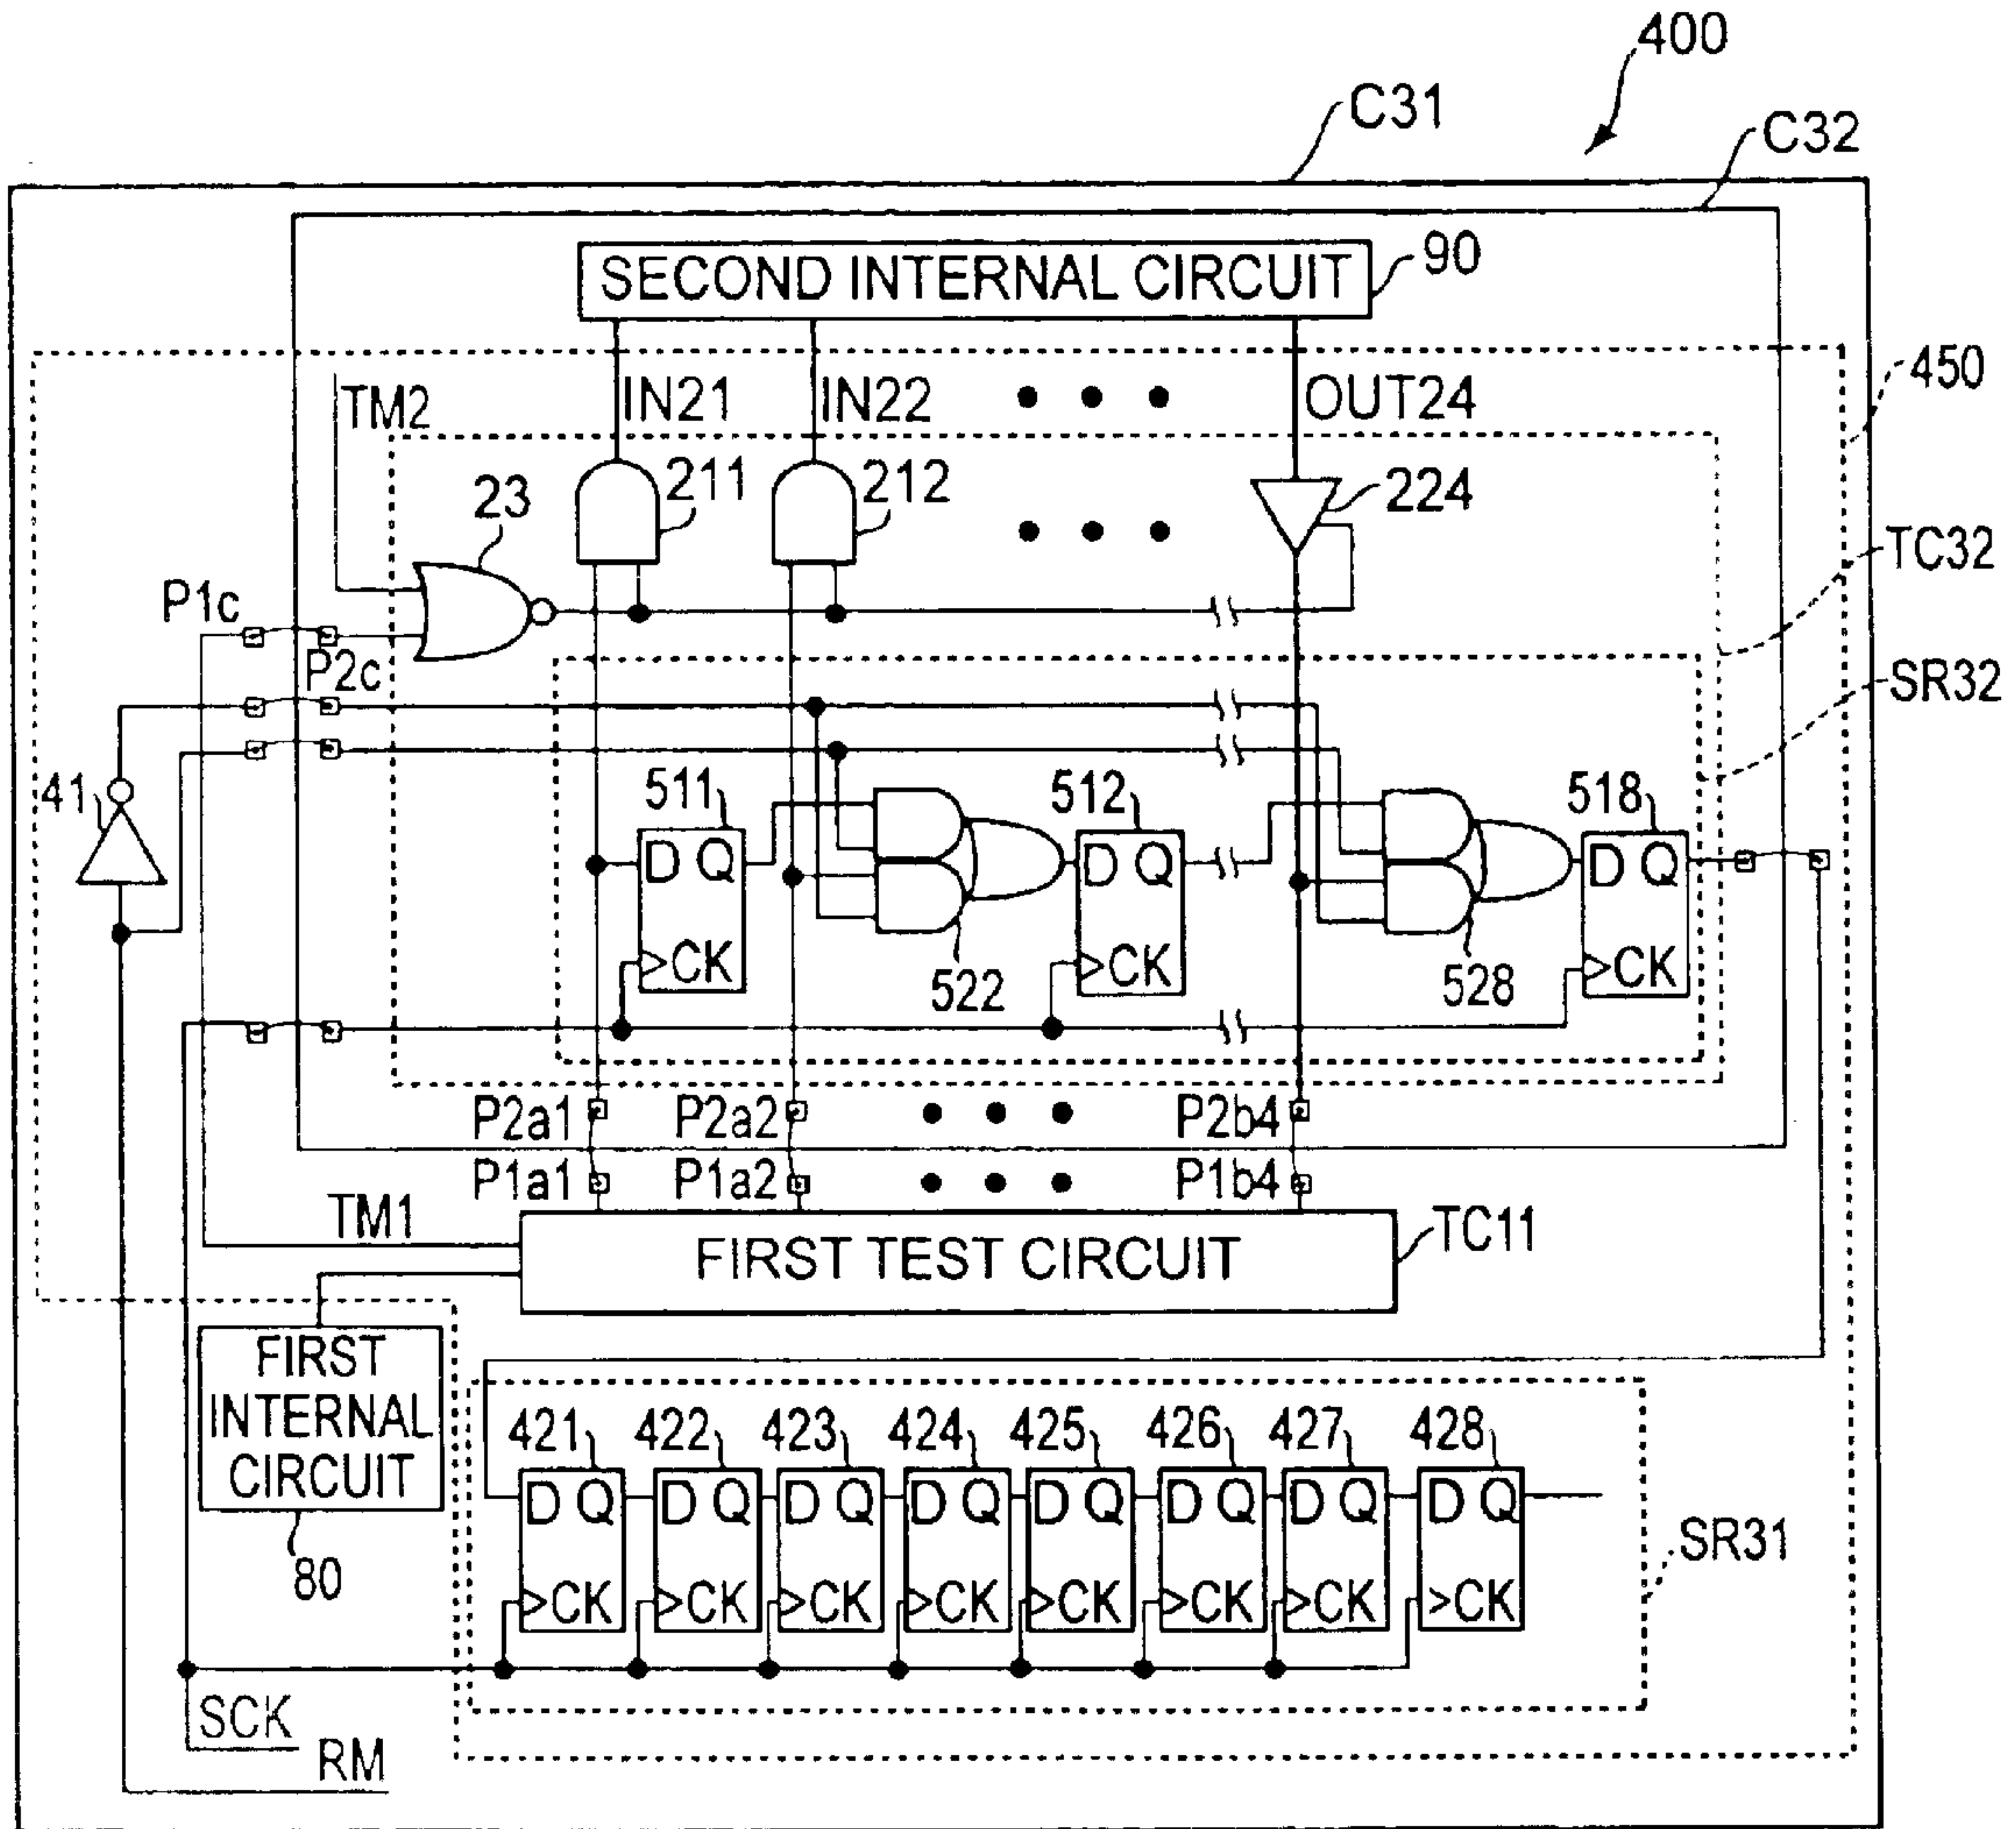 400
C31
C32
SECOND INTERNAL CIRCUIT
90
450
TM2
IN21
IN22
OUT24
23
211
212
224
TC32
P1c
P2c
SR32
41
511
512
518
D Q
D Q
D Q
CK
CK
CK
522
528
P2a1
P2a2
P2b4
P1a1
P1a2
P1b4
TM1
FIRST TEST CIRCUIT
TC11
FIRST
INTERNAL
CIRCUIT
80
421
422
423
424
425
426
427
428
D Q
D Q
D Q
D Q
D Q
D Q
D Q
D Q
CK
CK
CK
CK
CK
CK
CK
CK
SR31
SCK
RM